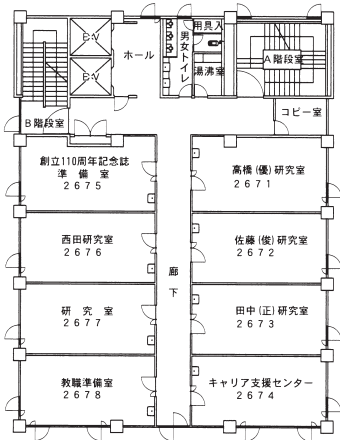 用具入
E.V
ホール
男女トイレ
湯沸室
A階段室
E.V
コピー室
B階段室
創立110周年記念誌
準備室
2675
高橋(優)研究室
2671
西田研究室
2676
佐藤(俊)研究室
2672
廊下
研究室
2677
田中(正)研究室
2673
教職準備室
2678
キャリア支援センター
2674